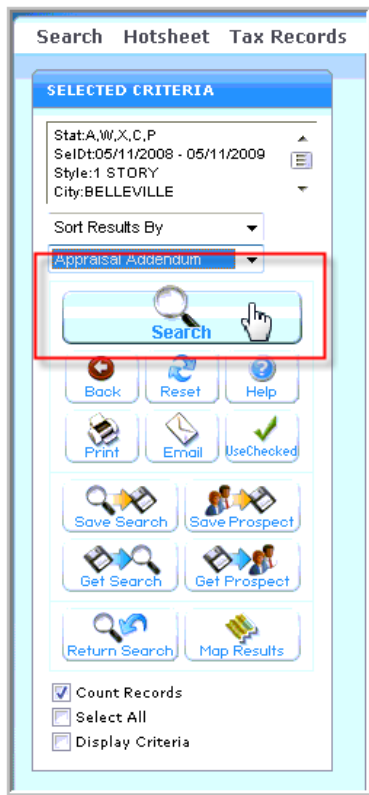 Search Hotsheet Tax Records
SELECTED CRITERIA
Stat:A,W,X,C,P
SelDt:05/11/2008 - 05/11/2009
Style:1 STORY
City:BELLEVILLE
Sort Results By
Appraisal Addendum
Search
Back Reset Help
Print Email UseChecked
Save Search Save Prospect
Get Search Get Prospect
Return Search Map Results
Count Records
Select All
Display Criteria